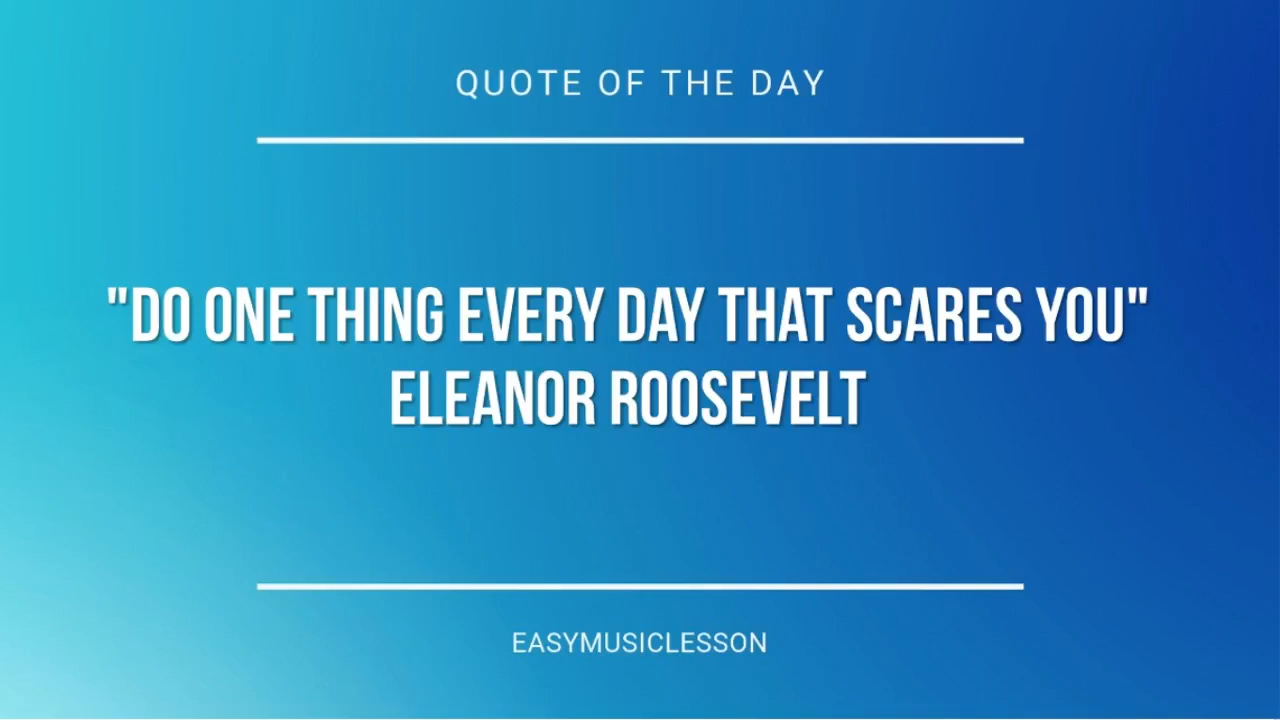 QUOTE OF THE DAY
"DO ONE THING EVERY DAY THAT SCARES YOU"
ELEANOR ROOSEVELT
EASYMUSICLESSON